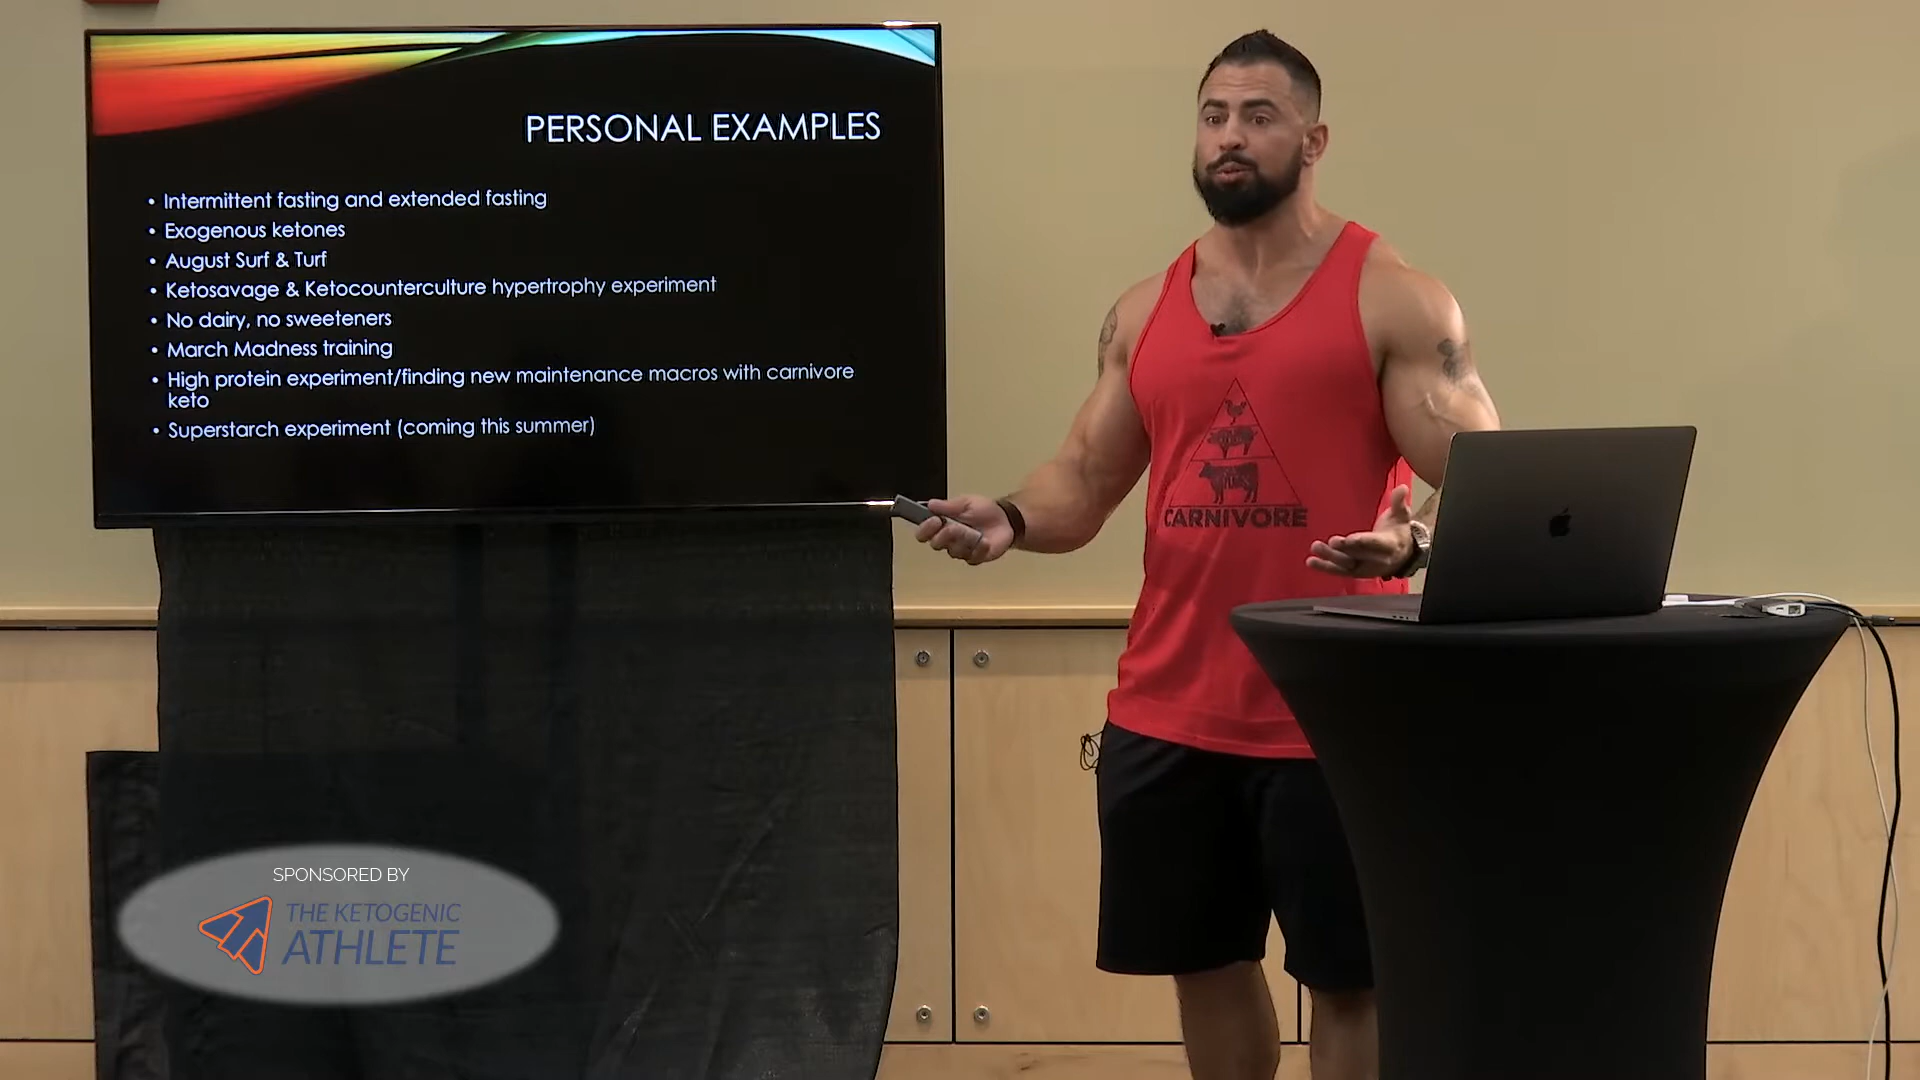 PERSONAL EXAMPLES
• Intermittent fasting and extended fasting
• Exogenous ketones
• August Surf & Turf
• Ketosavage & Ketocounterculture hypertrophy experiment
• No dairy, no sweeteners
• March Madness training
• High protein experiment/finding new maintenance macros with carnivore
keto
• Superstarch experiment (coming this summer)
CARNIVORE
SPONSORED BY
THE KETOGENIC
ATHLETE